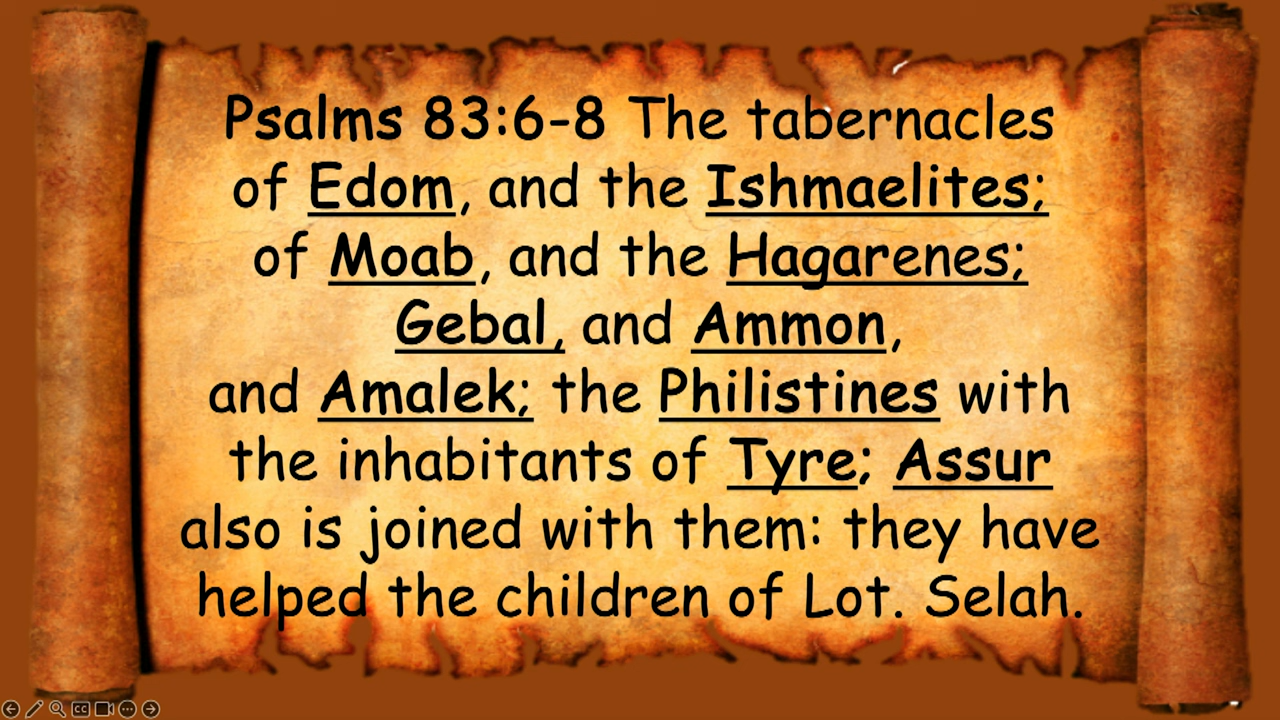 Psalms 83:6-8 The tabernacles
of Edom, and the Ishmaelites;
of Moab, and the Hagarenes;
Gebal, and Ammon,
and Amalek; the Philistines with
the inhabitants of Tyre; Assur
also is joined with them: they have
helped the children of Lot. Selah.
CC